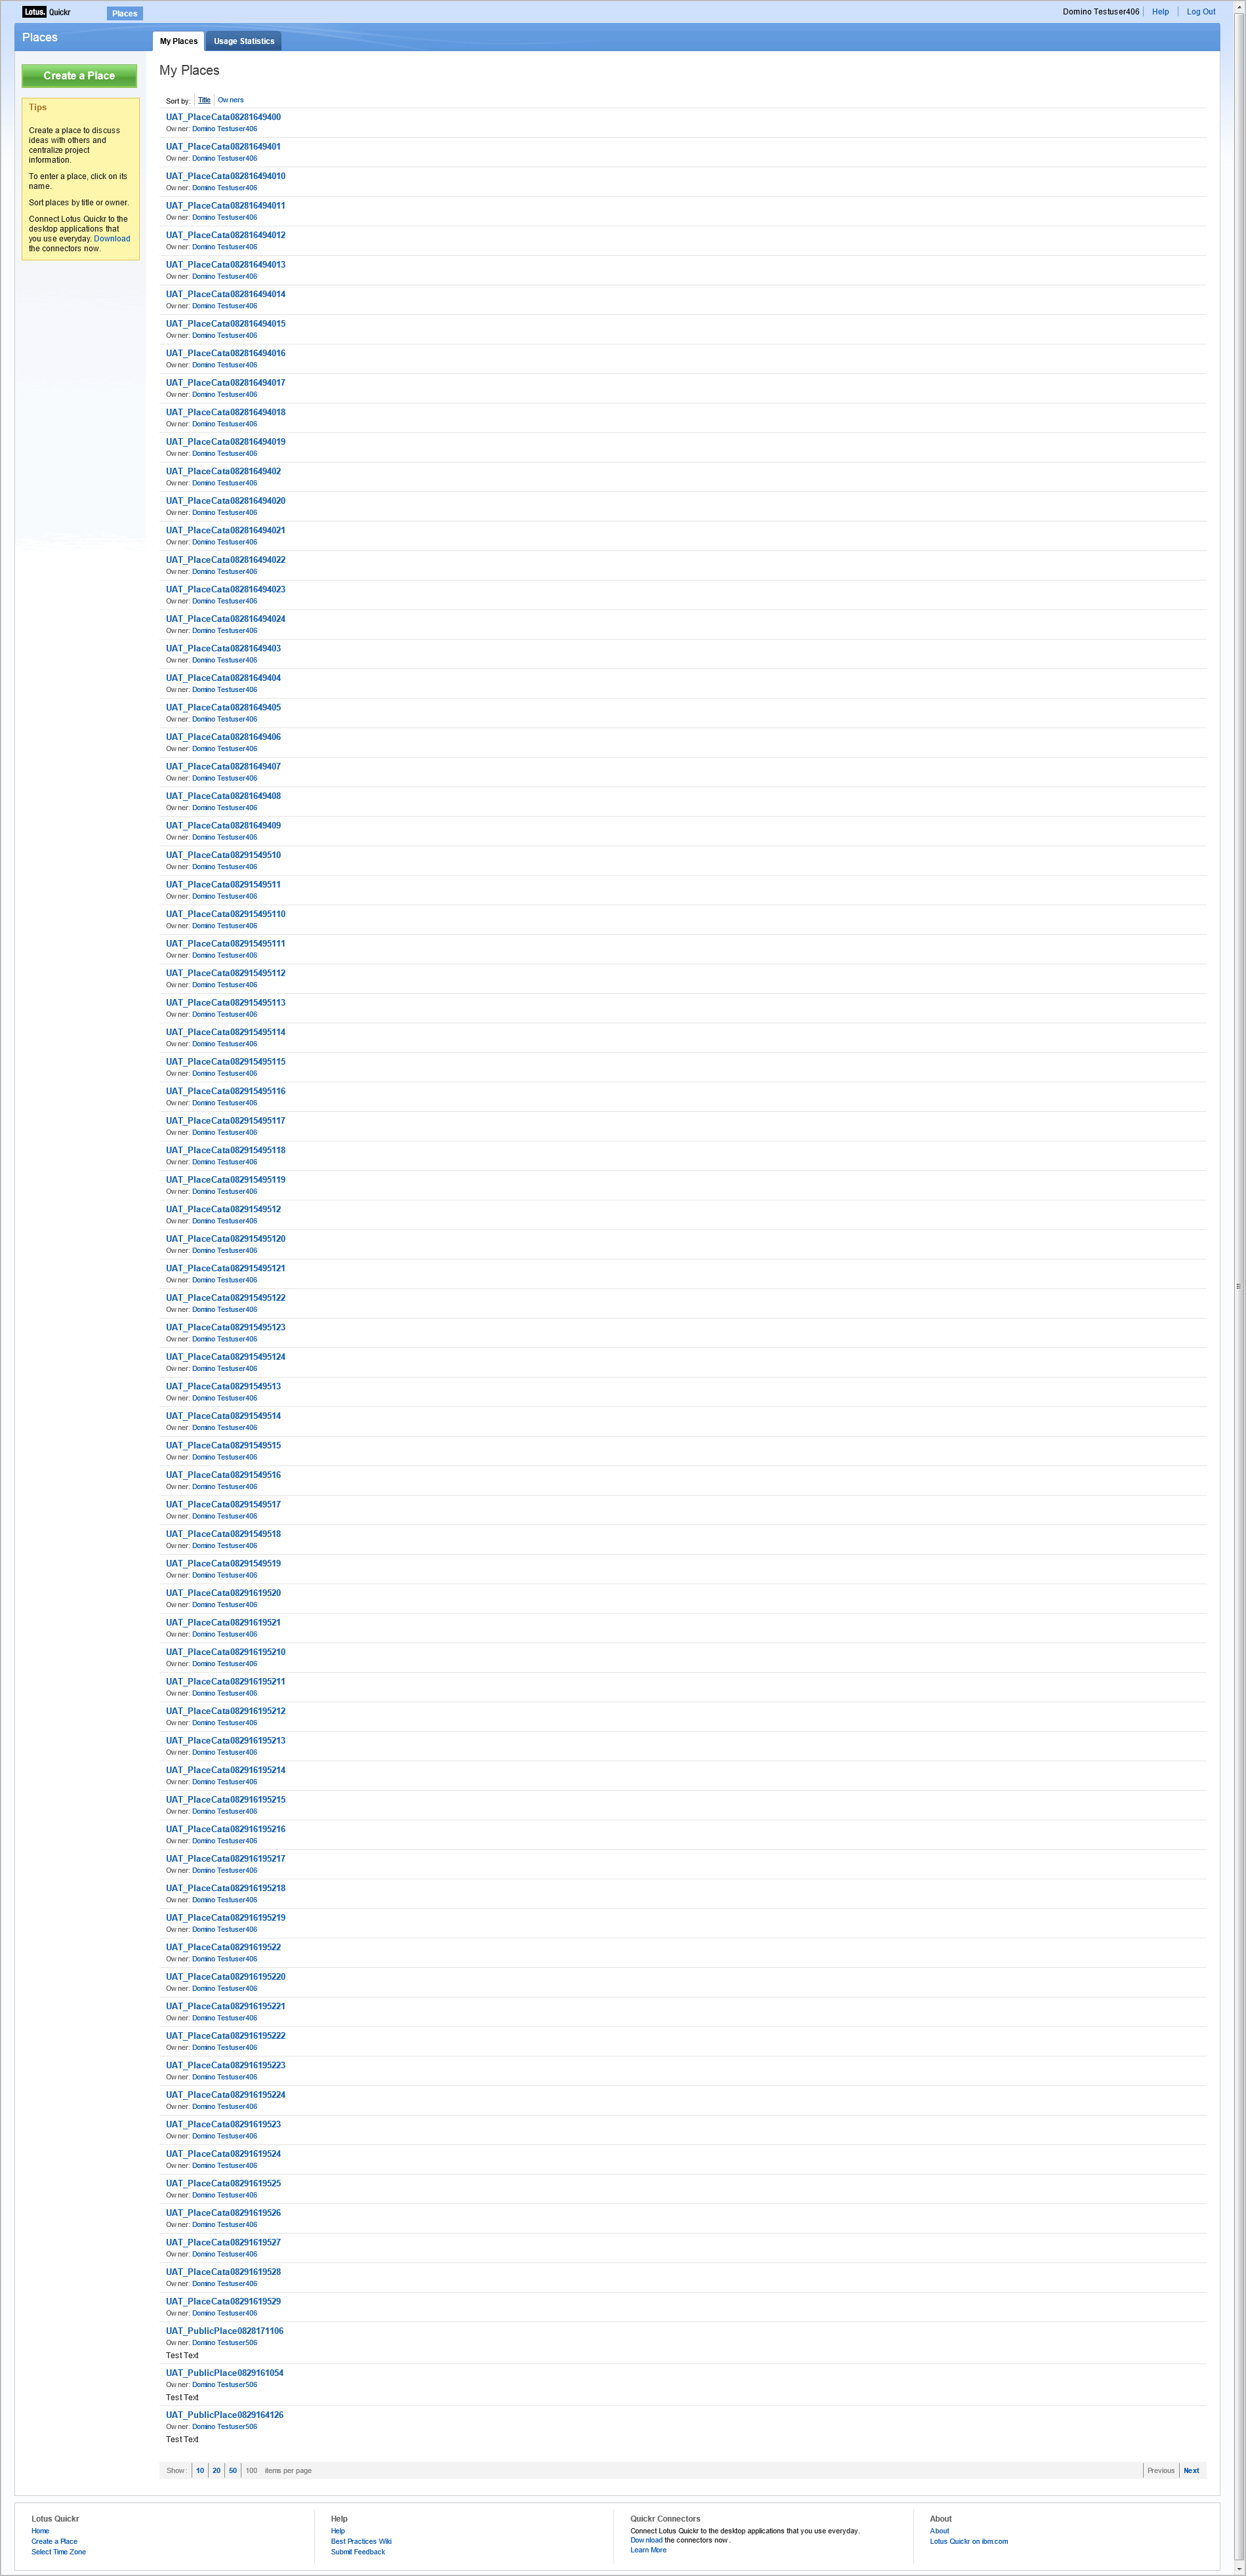 Lotus. Quickr
Places
Domino Testuser406 Help Log Out
Places
My Places Usage Statistics
Create a Place
Tips
Create a place to discuss
ideas with others and
centralize project
information.
To enter a place, click on its
name.
Sort places by title or owner.
Connect Lotus Quickr to the
desktop applications that
you use everyday. Download
the connectors now.
My Places
Sort by: Title Owners
UAT_PlaceCata08281649400
Owner: Domino Testuser406
UAT_PlaceCata08281649401
Owner: Domino Testuser406
UAT_PlaceCata082816494010
Owner: Domino Testuser406
UAT_PlaceCata082816494011
Owner: Domino Testuser406
UAT_PlaceCata082816494012
Owner: Domino Testuser406
UAT_PlaceCata082816494013
Owner: Domino Testuser406
UAT_PlaceCata082816494014
Owner: Domino Testuser406
UAT_PlaceCata082816494015
Owner: Domino Testuser406
UAT_PlaceCata082816494016
Owner: Domino Testuser406
UAT_PlaceCata082816494017
Owner: Domino Testuser406
UAT_PlaceCata082816494018
Owner: Domino Testuser406
UAT_PlaceCata082816494019
Owner: Domino Testuser406
UAT_PlaceCata08281649402
Owner: Domino Testuser406
UAT_PlaceCata082816494020
Owner: Domino Testuser406
UAT_PlaceCata082816494021
Owner: Domino Testuser406
UAT_PlaceCata082816494022
Owner: Domino Testuser406
UAT_PlaceCata082816494023
Owner: Domino Testuser406
UAT_PlaceCata082816494024
Owner: Domino Testuser406
UAT_PlaceCata08281649403
Owner: Domino Testuser406
UAT_PlaceCata08281649404
Owner: Domino Testuser406
UAT_PlaceCata08281649405
Owner: Domino Testuser406
UAT_PlaceCata08281649406
Owner: Domino Testuser406
UAT_PlaceCata08281649407
Owner: Domino Testuser406
UAT_PlaceCata08281649408
Owner: Domino Testuser406
UAT_PlaceCata08281649409
Owner: Domino Testuser406
UAT_PlaceCata08291549510
Owner: Domino Testuser406
UAT_PlaceCata08291549511
Owner: Domino Testuser406
UAT_PlaceCata082915495110
Owner: Domino Testuser406
UAT_PlaceCata082915495111
Owner: Domino Testuser406
UAT_PlaceCata082915495112
Owner: Domino Testuser406
UAT_PlaceCata082915495113
Owner: Domino Testuser406
UAT_PlaceCata082915495114
Owner: Domino Testuser406
UAT_PlaceCata082915495115
Owner: Domino Testuser406
UAT_PlaceCata082915495116
Owner: Domino Testuser406
UAT_PlaceCata082915495117
Owner: Domino Testuser406
UAT_PlaceCata082915495118
Owner: Domino Testuser406
UAT_PlaceCata082915495119
Owner: Domino Testuser406
UAT_PlaceCata08291549512
Owner: Domino Testuser406
UAT_PlaceCata082915495120
Owner: Domino Testuser406
UAT_PlaceCata082915495121
Owner: Domino Testuser406
UAT_PlaceCata082915495122
Owner: Domino Testuser406
UAT_PlaceCata082915495123
Owner: Domino Testuser406
UAT_PlaceCata082915495124
Owner: Domino Testuser406
UAT_PlaceCata08291549513
Owner: Domino Testuser406
UAT_PlaceCata08291549514
Owner: Domino Testuser406
UAT_PlaceCata08291549515
Owner: Domino Testuser406
UAT_PlaceCata08291549516
Owner: Domino Testuser406
UAT_PlaceCata08291549517
Owner: Domino Testuser406
UAT_PlaceCata08291549518
Owner: Domino Testuser406
UAT_PlaceCata08291549519
Owner: Domino Testuser406
UAT_PlaceCata08291619520
Owner: Domino Testuser406
UAT_PlaceCata08291619521
Owner: Domino Testuser406
UAT_PlaceCata082916195210
Owner: Domino Testuser406
UAT_PlaceCata082916195211
Owner: Domino Testuser406
UAT_PlaceCata082916195212
Owner: Domino Testuser406
UAT_PlaceCata082916195213
Owner: Domino Testuser406
UAT_PlaceCata082916195214
Owner: Domino Testuser406
UAT_PlaceCata082916195215
Owner: Domino Testuser406
UAT_PlaceCata082916195216
Owner: Domino Testuser406
UAT_PlaceCata082916195217
Owner: Domino Testuser406
UAT_PlaceCata082916195218
Owner: Domino Testuser406
UAT_PlaceCata082916195219
Owner: Domino Testuser406
UAT_PlaceCata08291619522
Owner: Domino Testuser406
UAT_PlaceCata082916195220
Owner: Domino Testuser406
UAT_PlaceCata082916195221
Owner: Domino Testuser406
UAT_PlaceCata082916195222
Owner: Domino Testuser406
UAT_PlaceCata082916195223
Owner: Domino Testuser406
UAT_PlaceCata082916195224
Owner: Domino Testuser406
UAT_PlaceCata08291619523
Owner: Domino Testuser406
UAT_PlaceCata08291619524
Owner: Domino Testuser406
UAT_PlaceCata08291619525
Owner: Domino Testuser406
UAT_PlaceCata08291619526
Owner: Domino Testuser406
UAT_PlaceCata08291619527
Owner: Domino Testuser406
UAT_PlaceCata08291619528
Owner: Domino Testuser406
UAT_PlaceCata08291619529
Owner: Domino Testuser406
UAT_PublicPlace0828171106
Owner: Domino Testuser506
Test Text
UAT_PublicPlace0829161054
Owner: Domino Testuser506
Test Text
UAT_PublicPlace0829164126
Owner: Domino Testuser506
Test Text
Show: 10 20 50 100 items per page Previous Next
Lotus Quickr
Home
Create a Place
Select Time Zone
Help
Help
Best Practices Wiki
Submit Feedback
Quickr Connectors
Connect Lotus Quickr to the desktop applications that you use everyday.
Download the connectors now.
Learn More
About
About
Lotus Quickr on ibm.com